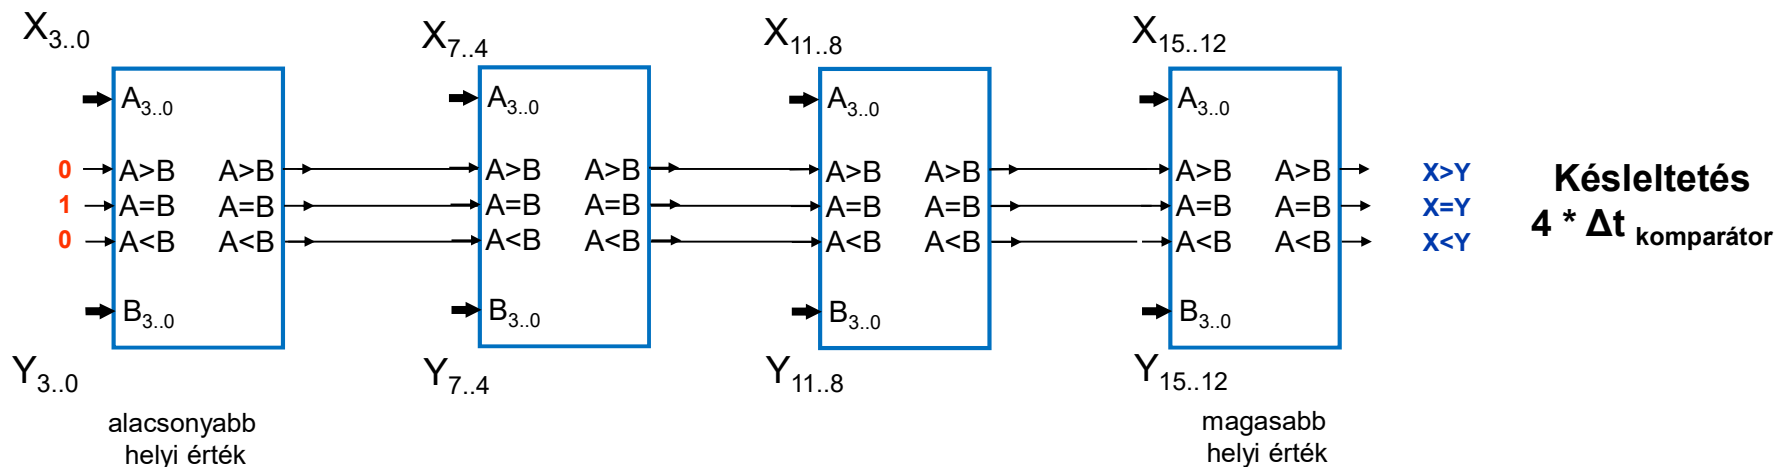 X3..0 X7..4 X11..8 X15..12
A3..0 A3..0 A3..0 A3..0
0 A>B A>B A>B A>B A>B A>B A>B A>B X>Y
1 A=B A=B A=B A=B A=B A=B A=B A=B X=Y
0 A<B A<B A<B A<B A<B A<B A<B A<B X<Y
Késleltetés
4 * Δt komparátor
B3..0 B3..0 B3..0 B3..0
Y3..0 Y7..4 Y11..8 Y15..12
alacsonyabb
helyi érték
magasabb
helyi érték